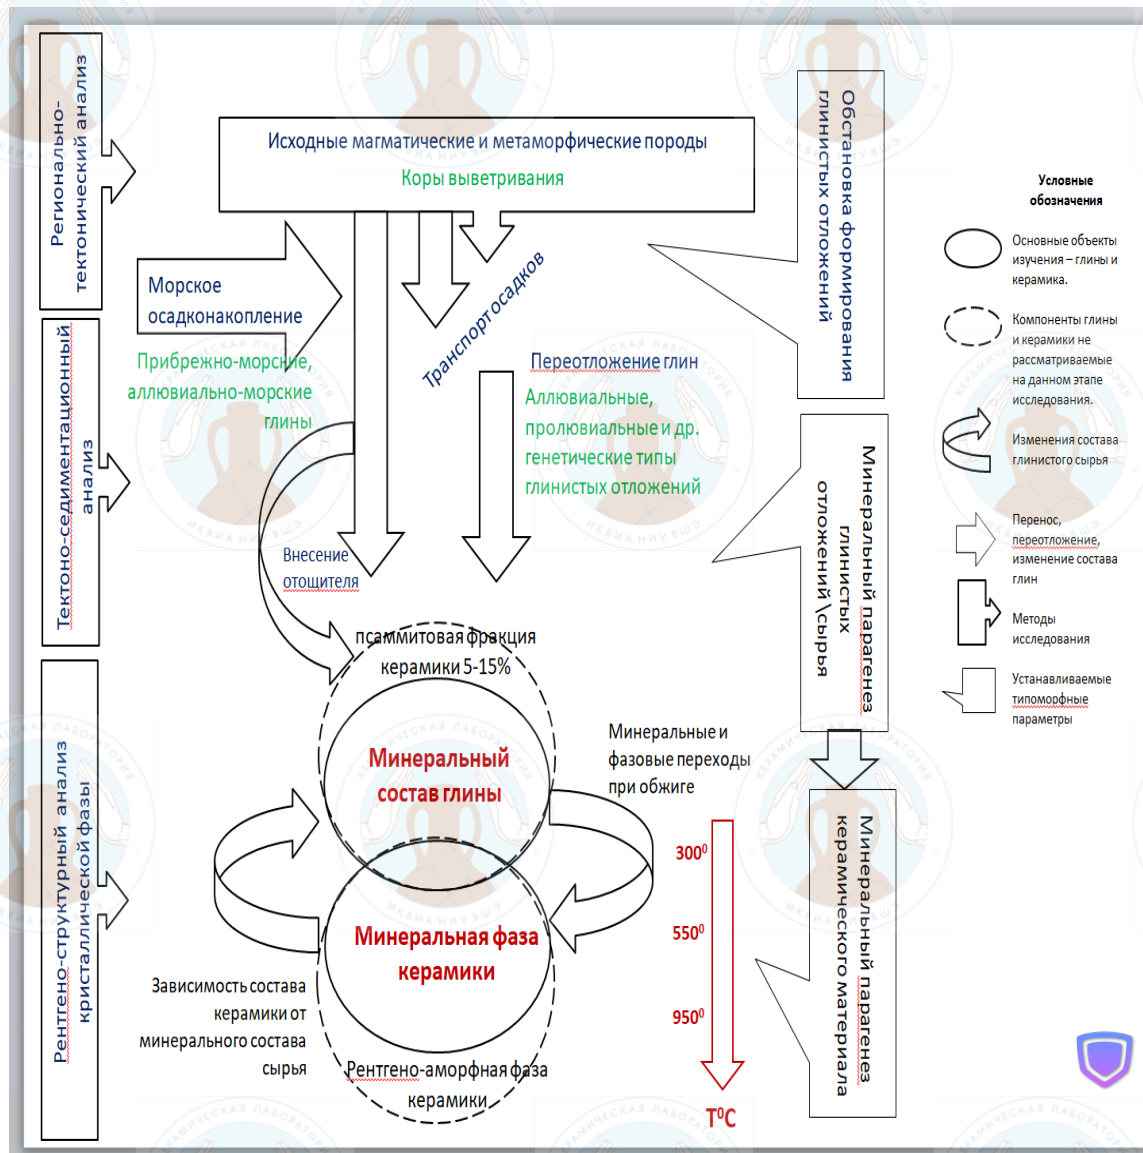 Регионально-
тектонический анализ
Тектоно-седиментационный
анализ
Рентгено-структурный анализ
кристаллической фазы
Исходные магматические и метаморфические породы
Коры выветривания
Морское
осадконакопление
Прибрежно-морские,
аллювиально-морские
глины
Транспорт осадков
Переотложение глин
Аллювиальные,
пролювиальные и др.
генетические типы
глинистых отложений
Внесение
отощителя
псаммитовая фракция
керамики 5-15%
Минеральный
состав глины
Минеральные и
фазовые переходы
при обжиге
Минеральная фаза
керамики
Зависимость состава
керамики от
минерального состава
сырья
Рентгено-аморфная фаза
керамики
300⁰
550⁰
950⁰
T⁰C
Обстановка формирования
глинистых отложений
Минеральный парагенез
глинистых
отложений\сырья
Минеральный парагенез
керамического материала
Условные
обозначения
Основные объекты
изучения – глины и
керамика.
Компоненты глины
и керамики не
рассматриваемые
на данном этапе
исследования.
Изменения состава
глинистого сырья
Перенос,
переотложение,
изменение состава
глин
Методы
исследования
Устанавливаемые
типоморфные
параметры
КЕРАМИЧЕСКАЯ ЛАБОРАТОРИЯ
ИКВИА НИУ ВШЭ